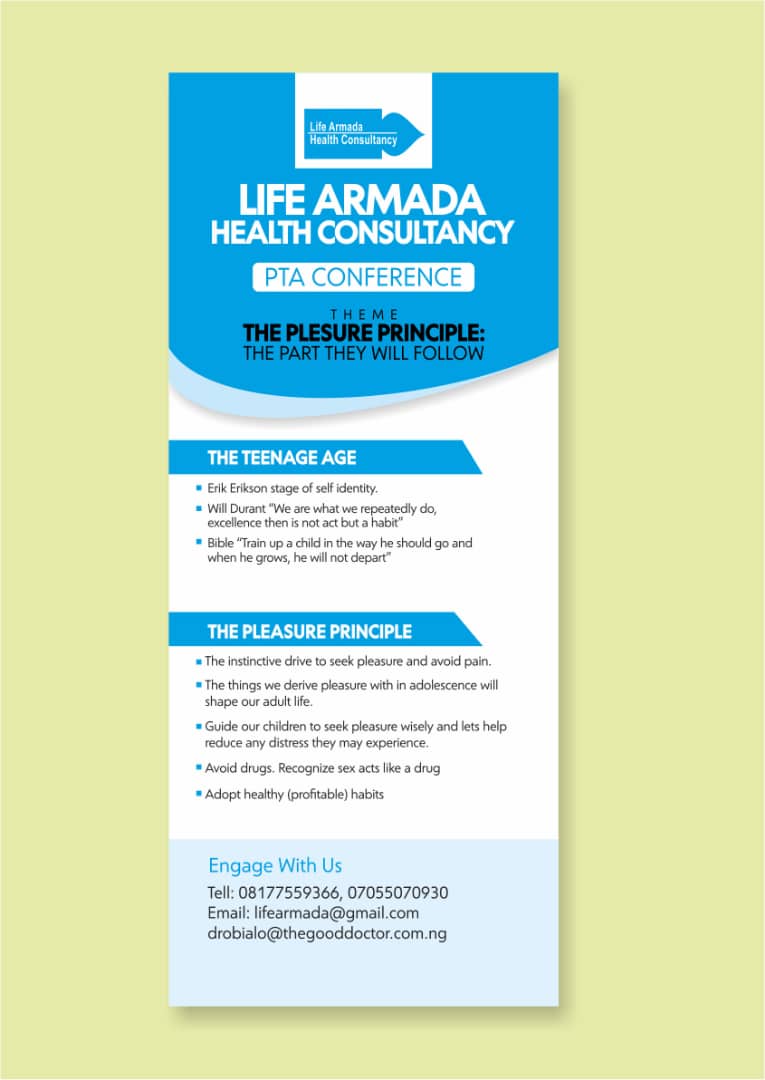 Life Armada
Health Consultancy
LIFE ARMADA
HEALTH CONSULTANCY
PTA CONFERENCE
THEME
THE PLESURE PRINCIPLE:
THE PART THEY WILL FOLLOW
THE TEENAGE AGE
Erik Erikson stage of self identity.
Will Durant "We are what we repeatedly do,
excellence then is not act but a habit"
Bible "Train up a child in the way he should go and
when he grows, he will not depart"
THE PLEASURE PRINCIPLE
The instinctive drive to seek pleasure and avoid pain.
The things we derive pleasure with in adolescence will
shape our adult life.
Guide our children to seek pleasure wisely and lets help
reduce any distress they may experience.
Avoid drugs. Recognize sex acts like a drug
Adopt healthy (profitable) habits
Engage With Us
Tell: 08177559366, 07055070930
Email: lifearmada@gmail.com
drobialo@thegooddoctor.com.ng